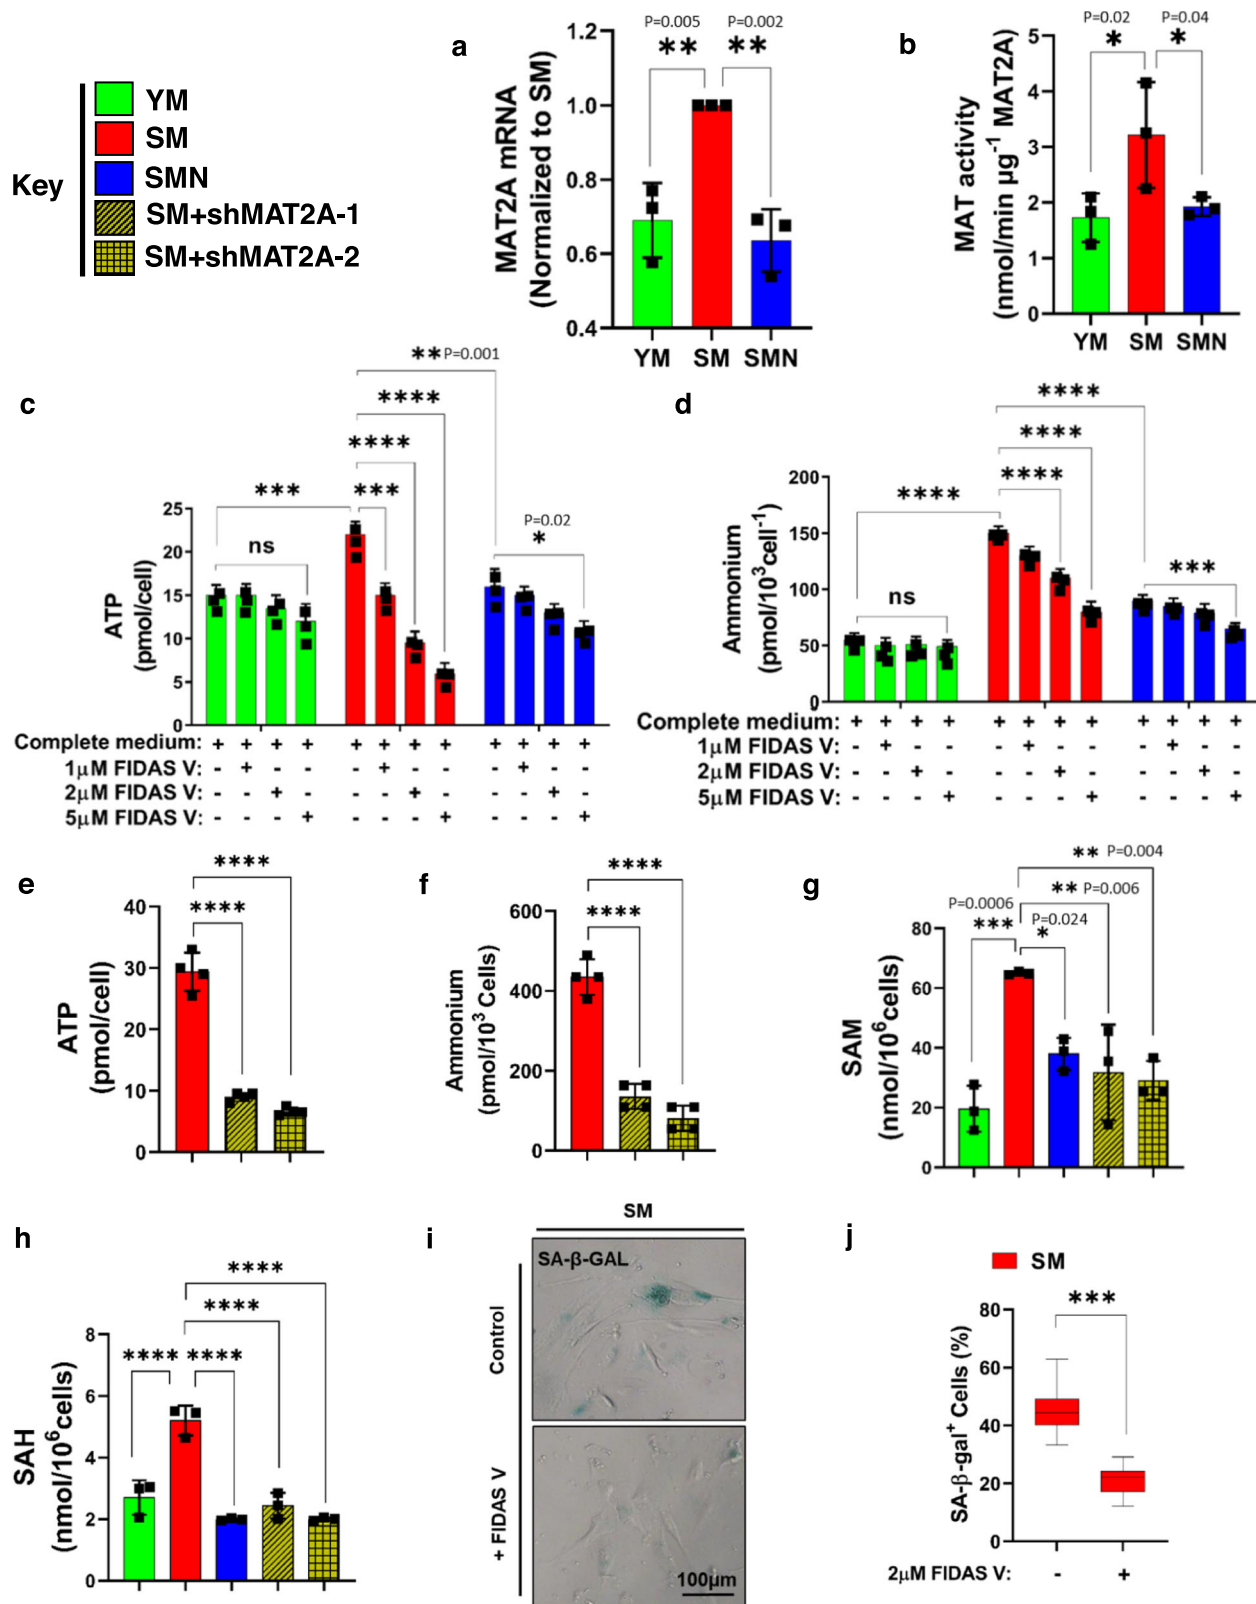 Key
YM
SM
SMN
SM+shMAT2A-1
SM+shMAT2A-2
a
MAT2A mRNA
(Normalized to SM)
P=0.005 P=0.002
** **
1.2
1.0
0.8
0.6
0.4
YM SM SMN
b
MAT activity
(nmol/min µg⁻¹ MAT2A)
P=0.02 P=0.04
* *
5
4
3
2
1
0
YM SM SMN
c
ATP
(pmol/cell)
** P=0.001
****
****
*** ***
ns
P=0.02
*
25
20
15
10
5
0
Complete medium: + + + + + + + + + + + +
1µM FIDAS V: - + - - - + - - - + - -
2µM FIDAS V: - - + - - - + - - - + -
5µM FIDAS V: - - - + - - - + - - - +
d
Ammonium
(pmol/10³cell⁻¹)
****
****
****
****
ns
***
200
150
100
50
0
Complete medium: + + + + + + + + + + + +
1µM FIDAS V: - + - - - + - - - + - -
2µM FIDAS V: - - + - - - + - - - + -
5µM FIDAS V: - - - + - - - + - - - +
e
ATP
(pmol/cell)
****
****
40
30
20
10
0
f
Ammonium
(pmol/10³ Cells)
****
****
600
400
200
0
g
SAM
(nmol/10⁶cells)
** P=0.004
** P=0.006
P=0.0006
***
P=0.024
*
80
60
40
20
0
h
SAH
(nmol/10⁶cells)
****
****
**** ****
8
6
4
2
0
i
SM
SA-β-GAL
Control
+ FIDAS V
100µm
j
SM
SA-β-gal⁺ Cells (%)
***
80
60
40
20
0
2µM FIDAS V: - +